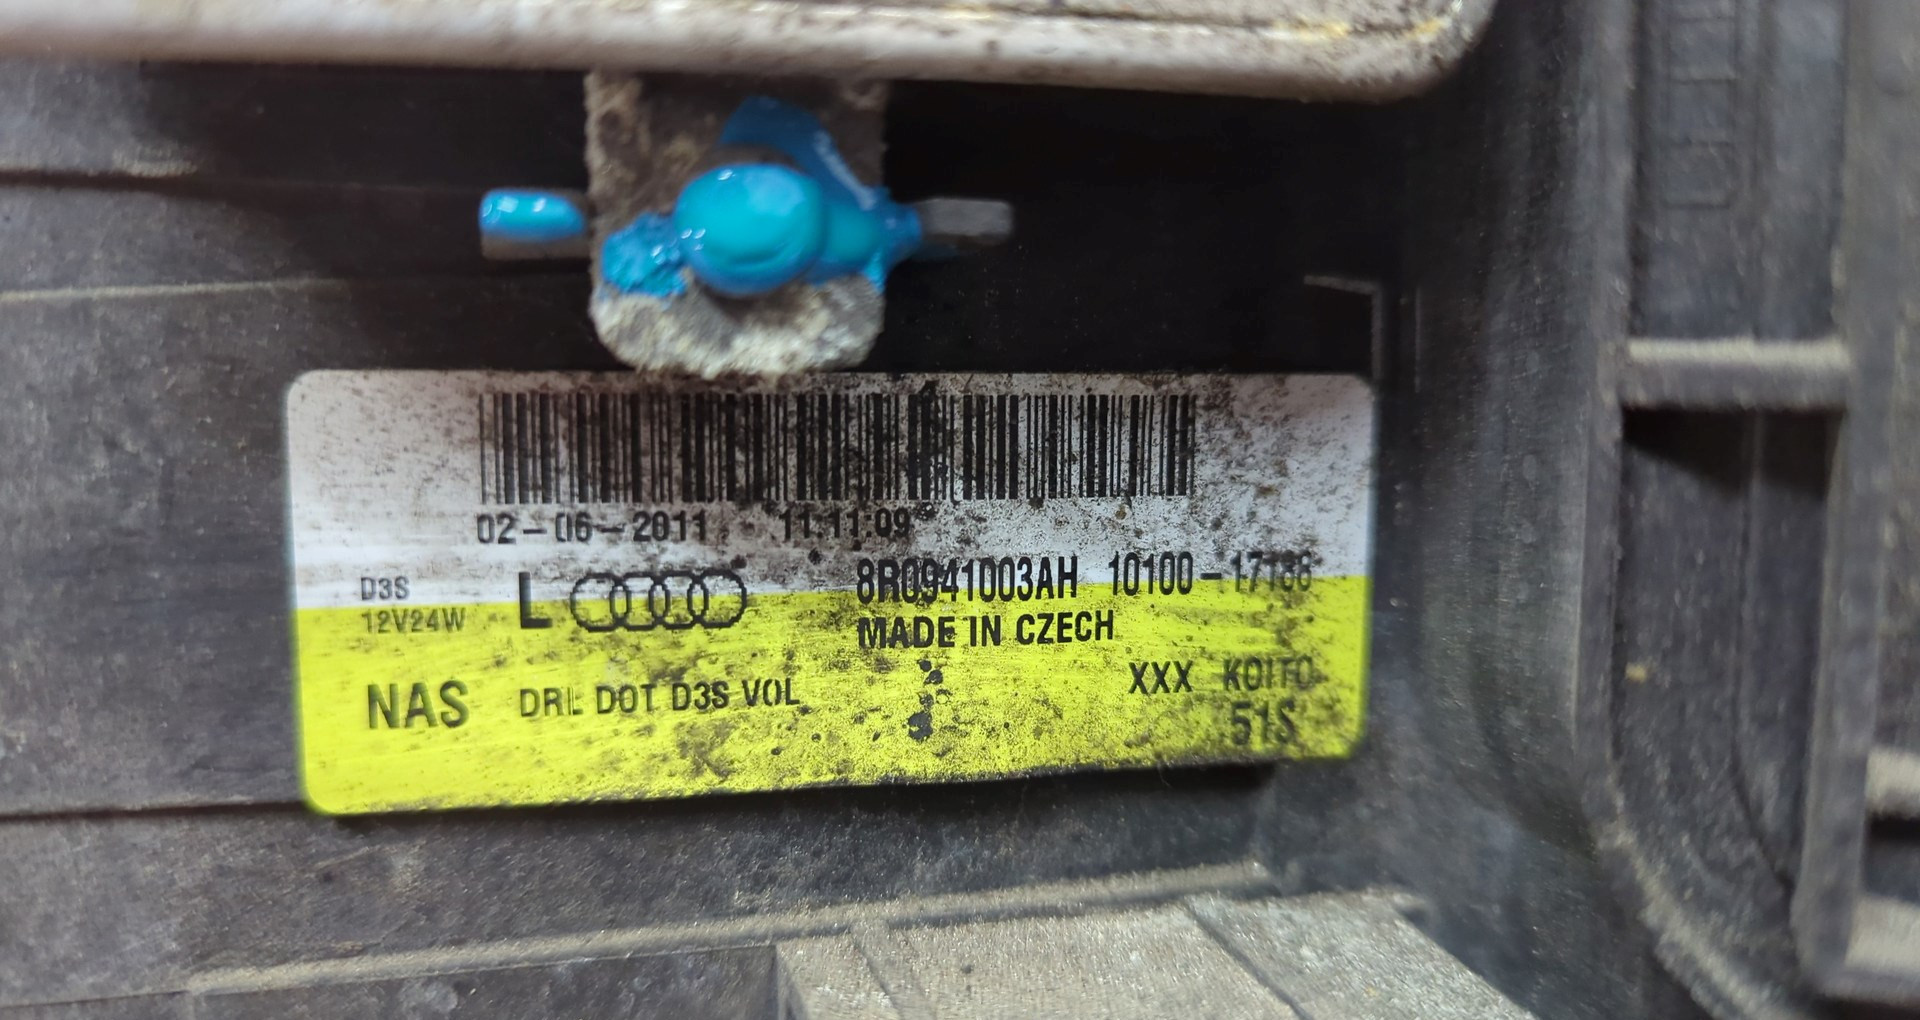 02-06-2011 11.11.09
D3S
12V24W
L
8R0941003AH 10100-17188
MADE IN CZECH
NAS DRL DOT D3S VOL
XXX KOITO
51S